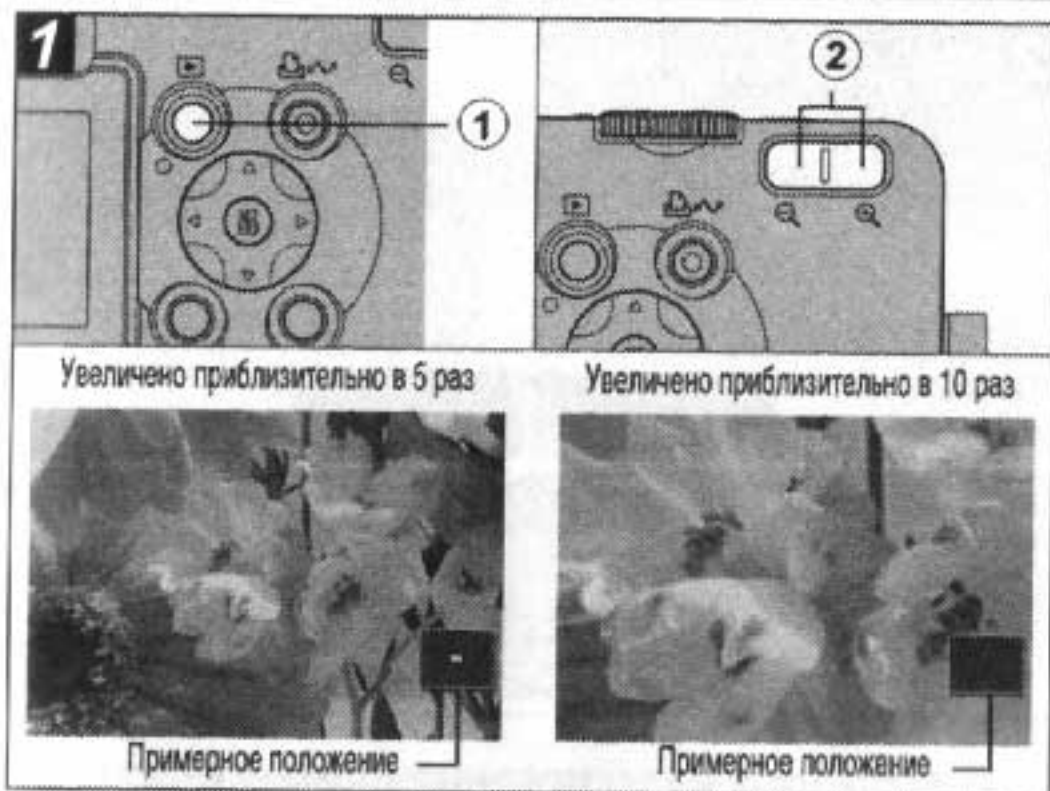 1
1
2
Увеличено приблизительно в 5 раз
Увеличено приблизительно в 10 раз
Примерное положение
Примерное положение